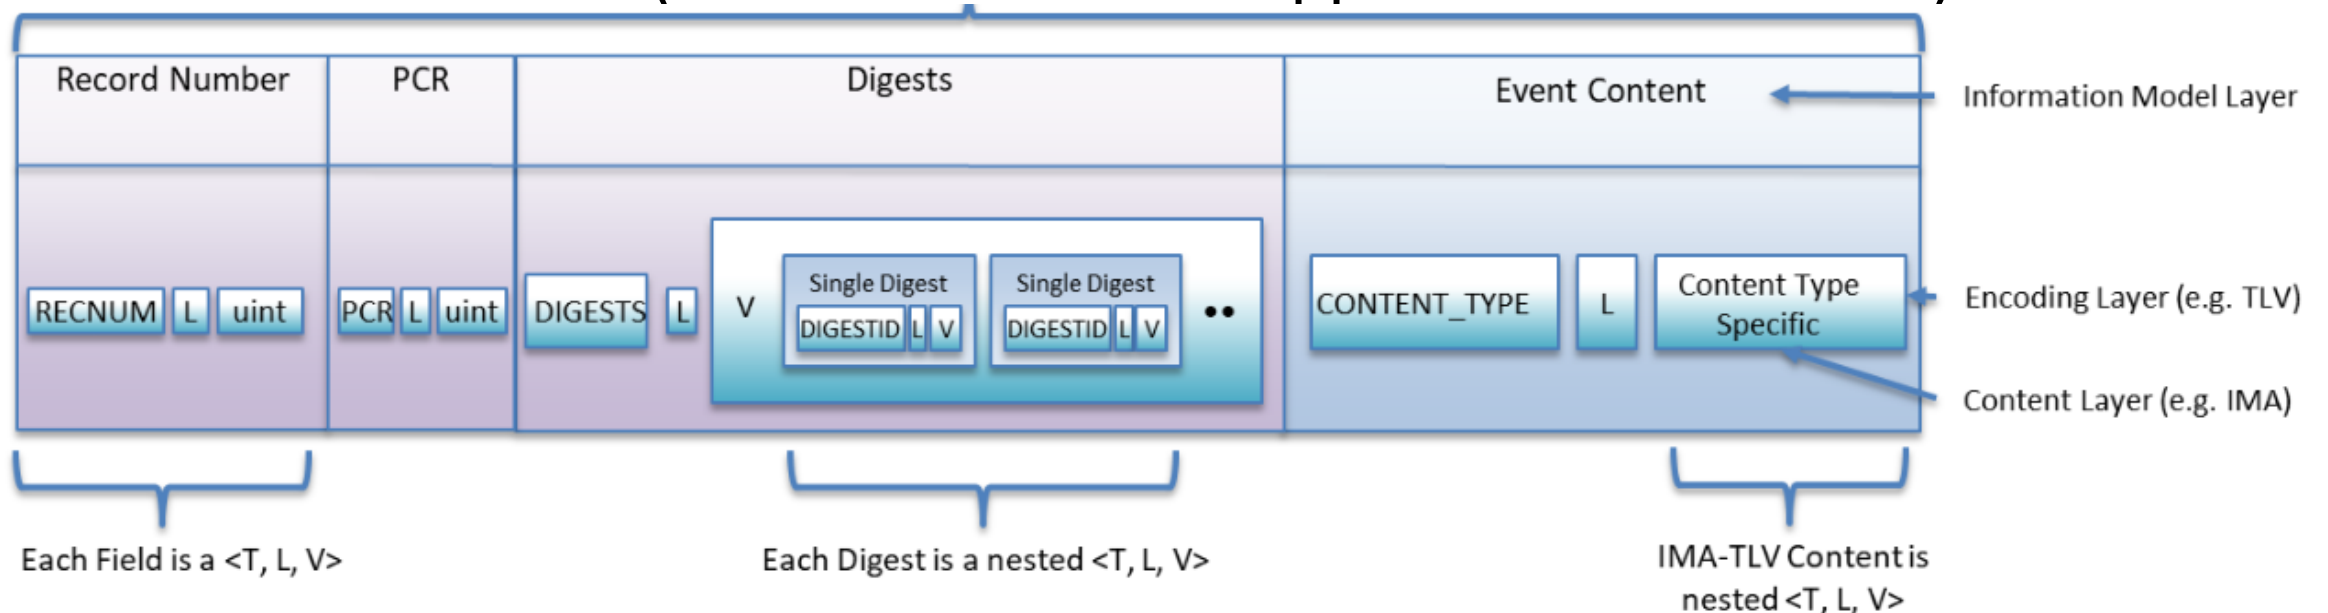 Record Number
PCR
Digests
Event Content
Information Model Layer
RECNUM L uint
PCR L uint
DIGESTS L
V
Single Digest
DIGESTID L V
Single Digest
DIGESTID L V
••
CONTENT_TYPE L
Content Type
Specific
Encoding Layer (e.g. TLV)
Content Layer (e.g. IMA)
Each Field is a <T, L, V>
Each Digest is a nested <T, L, V>
IMA-TLV Content is
nested <T, L, V>